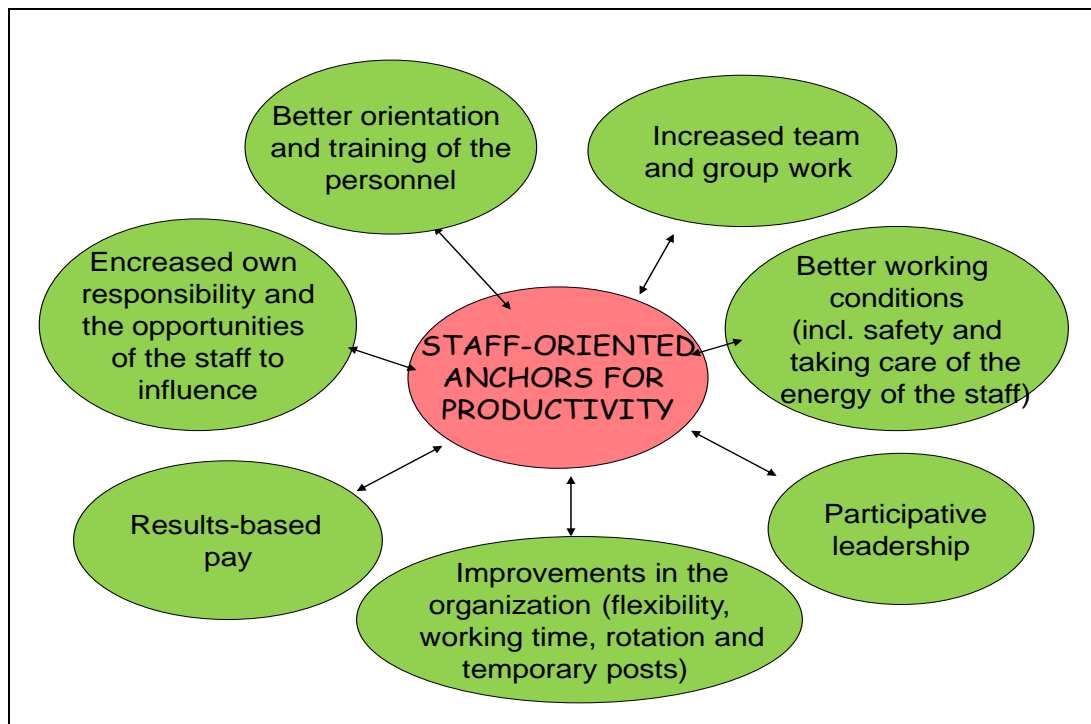 Better orientation
and training of the
personnel
Increased team
and group work
Encreased own
responsibility and
the opportunities
of the staff to
influence
Better working
conditions
(incl. safety and
taking care of the
energy of the staff)
STAFF-ORIENTED
ANCHORS FOR
PRODUCTIVITY
Results-based
pay
Improvements in the
organization (flexibility,
working time, rotation and
temporary posts)
Participative
leadership